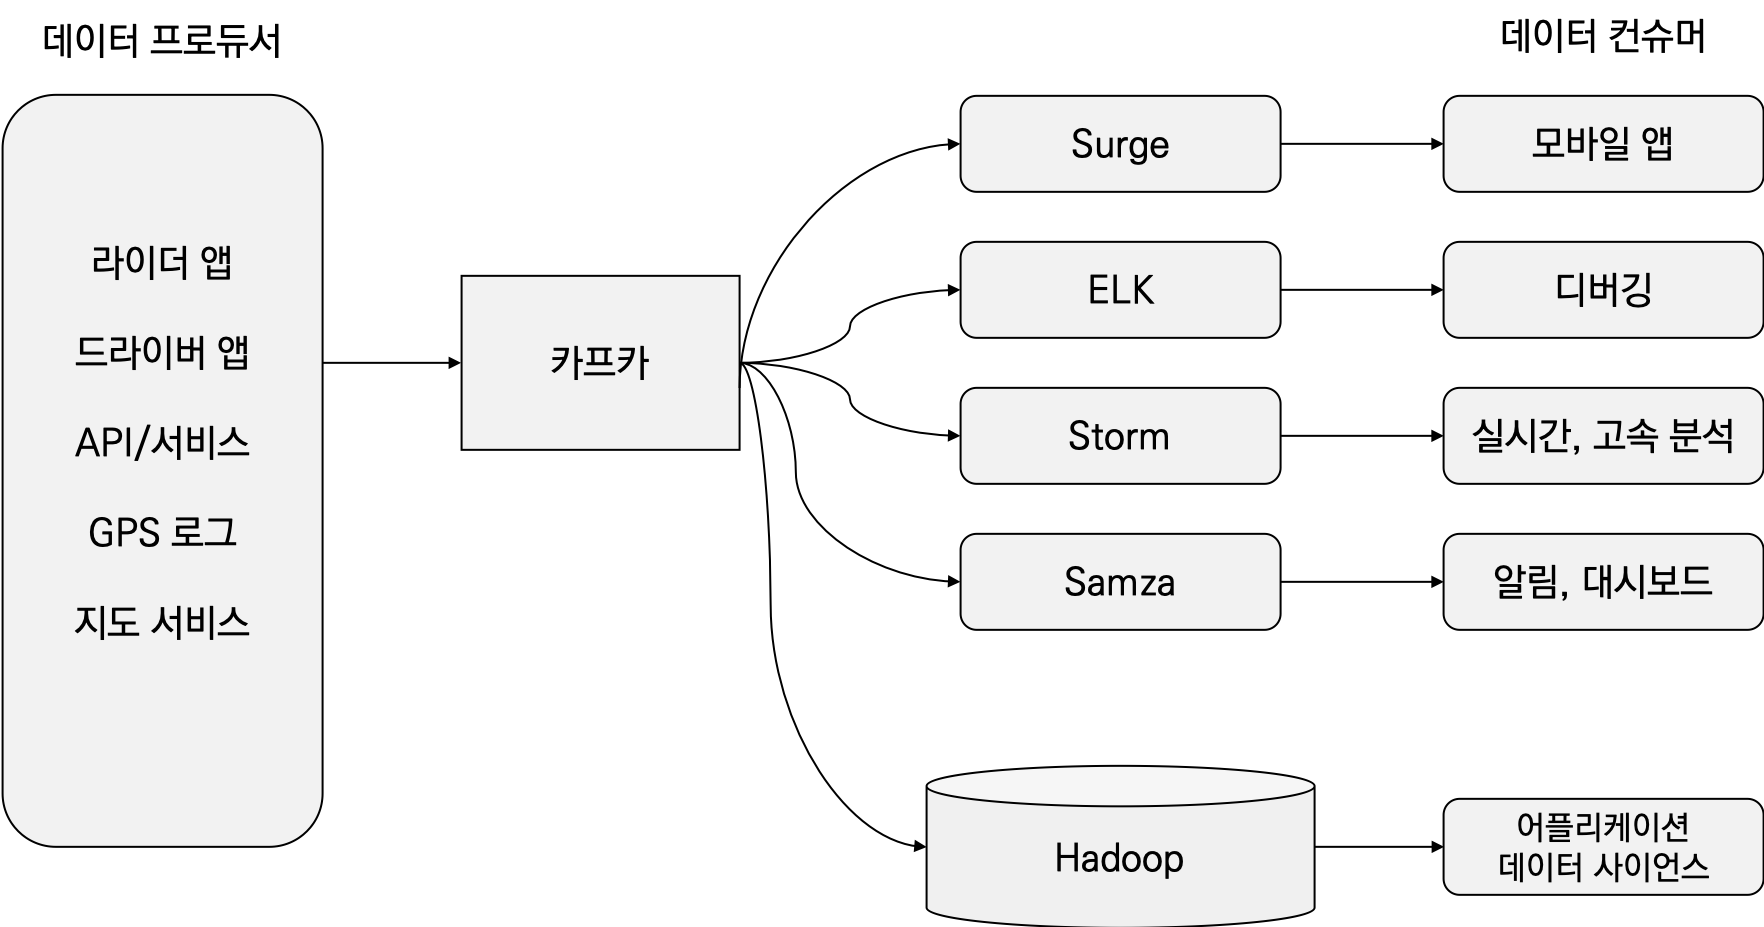 데이터 프로듀서
데이터 컨슈머
라이더 앱
드라이버 앱
API/서비스
GPS 로그
지도 서비스
카프카
Surge
모바일 앱
ELK
디버깅
Storm
실시간, 고속 분석
Samza
알림, 대시보드
Hadoop
어플리케이션
데이터 사이언스